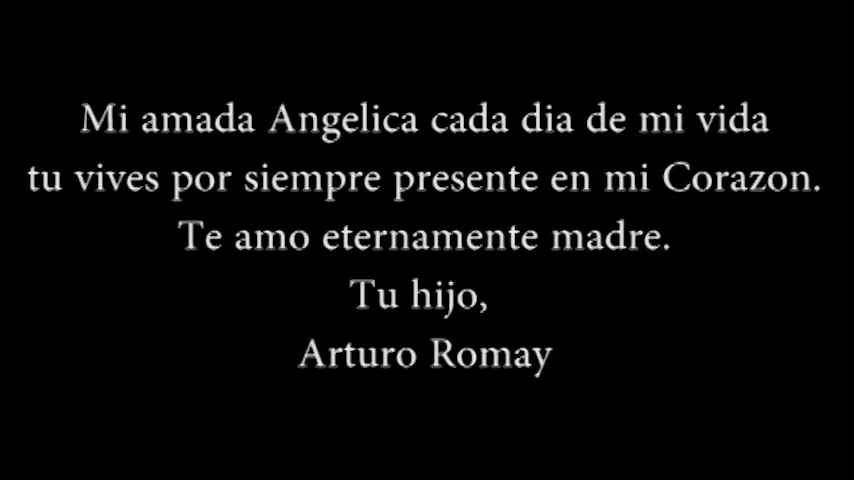 Mi amada Angelica cada dia de mi vida
tu vives por siempre presente en mi Corazon.
Te amo eternamente madre.
Tu hijo,
Arturo Romay